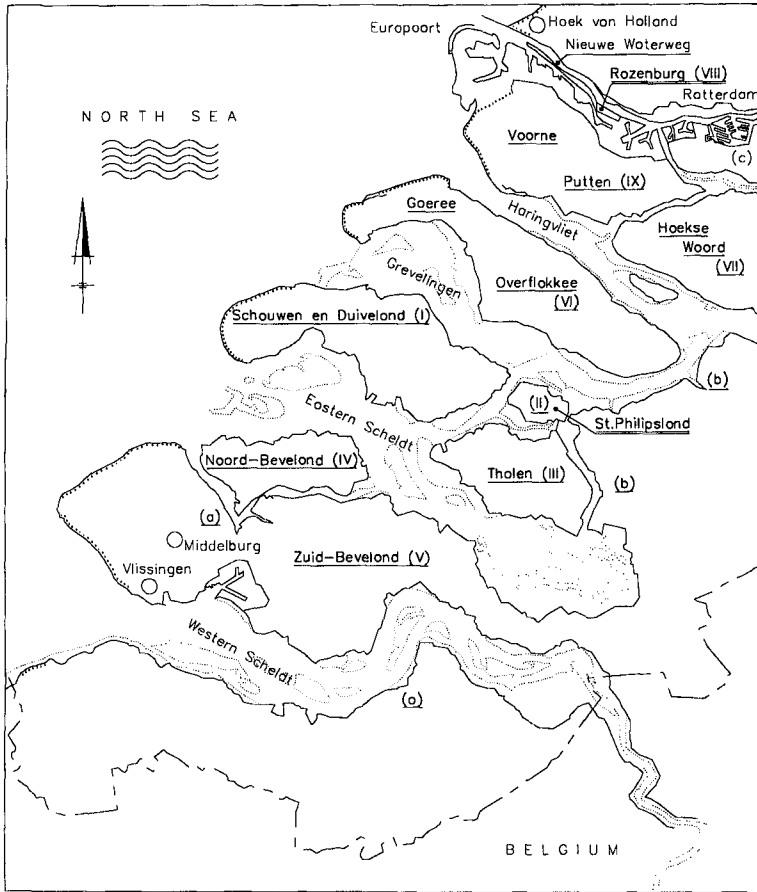 Hoek von Holland
Europoort
Nieuwe Woterweg
Rozenburg (VIII)
Rotterdam
NORTH SEA
Voorne
(c)
Putten (IX)
Goeree
Haringvliet
Hoekse
Woord
(VII)
Grevelingen
Overflokkee
(VI)
Schouwen en Duivelond (I)
(b)
(II)
St.Philipslond
Eostern Scheldt
Noord-Bevelond (IV)
Tholen (III)
(b)
(a)
Middelburg
Zuid-Bevelond (V)
Vlissingen
Western Scheldt
(a)
BELGIUM